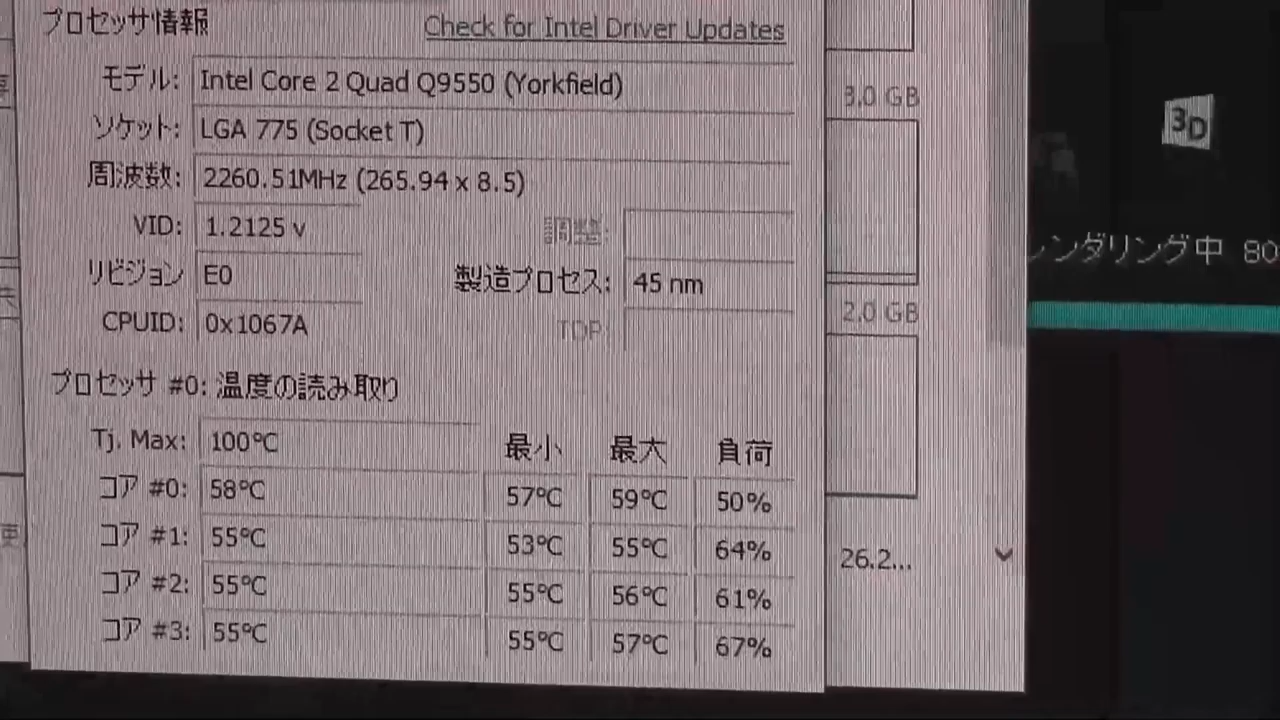 プロセッサ情報 Check for Intel Driver Updates
モデル: Intel Core 2 Quad Q9550 (Yorkfield)
ソケット: LGA 775 (Socket T)
周波数: 2260.51MHz (265.94 x 8.5)
VID: 1.2125 v 調整:
リビジョン E0 製造プロセス: 45 nm
CPUID: 0x1067A TDP
プロセッサ #0: 温度の読み取り
Tj. Max: 100℃ 最小 最大 負荷
コア #0: 58℃ 57℃ 59℃ 50%
コア #1: 55℃ 53℃ 55℃ 64%
コア #2: 55℃ 55℃ 56℃ 61%
コア #3: 55℃ 55℃ 57℃ 67%
3.0 GB
2.0 GB
26.2...
3D
レンダリング中 80